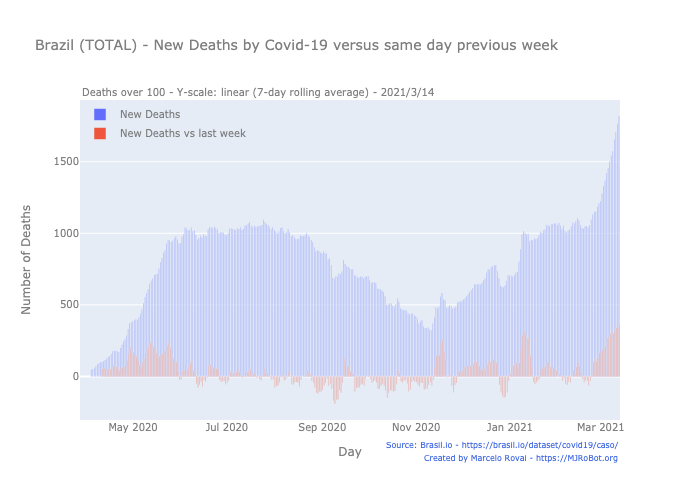 Brazil (TOTAL) - New Deaths by Covid-19 versus same day previous week
Deaths over 100 - Y-scale: linear (7-day rolling average) - 2021/3/14
New Deaths
New Deaths vs last week
1500
1000
500
0
Number of Deaths
May 2020 Jul 2020 Sep 2020 Nov 2020 Jan 2021 Mar 2021
Day
Source: Brasil.io - https://brasil.io/dataset/covid19/caso/
Created by Marcelo Rovai - https://MJRoBot.org